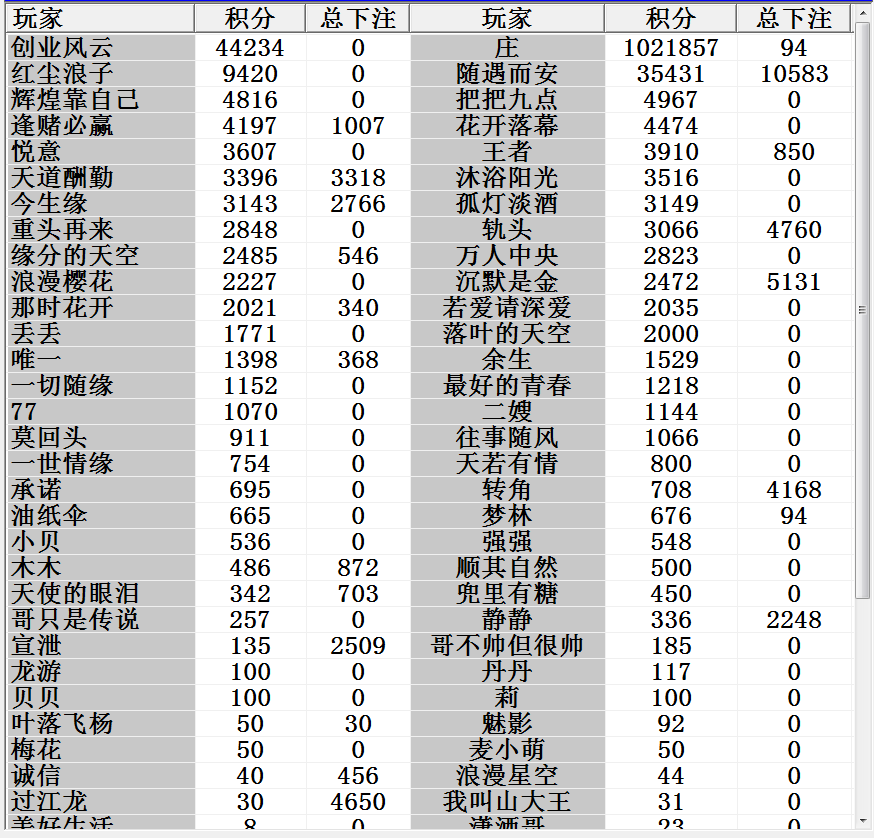 玩家 积分 总下注 玩家 积分 总下注
创业风云 44234 0 庄 1021857 94
红尘浪子 9420 0 随遇而安 35431 10583
辉煌靠自己 4816 0 把把九点 4967 0
逢赌必赢 4197 1007 花开落幕 4474 0
悦意 3607 0 王者 3910 850
天道酬勤 3396 3318 沐浴阳光 3516 0
今生缘 3143 2766 孤灯淡酒 3149 0
重头再来 2848 0 轨头 3066 4760
缘分的天空 2485 546 万人中央 2823 0
浪漫樱花 2227 0 沉默是金 2472 5131
那时花开 2021 340 若爱请深爱 2035 0
丢丢 1771 0 落叶的天空 2000 0
唯一 1398 368 余生 1529 0
一切随缘 1152 0 最好的青春 1218 0
77 1070 0 二嫂 1144 0
莫回头 911 0 往事随风 1066 0
一世情缘 754 0 天若有情 800 0
承诺 695 0 转角 708 4168
油纸伞 665 0 梦林 676 94
小贝 536 0 强强 548 0
木木 486 872 顺其自然 500 0
天使的眼泪 342 703 兜里有糖 450 0
哥只是传说 257 0 静静 336 2248
宣泄 135 2509 哥不帅但很帅 185 0
龙游 100 0 丹丹 117 0
贝贝 100 0 莉 100 0
叶落飞杨 50 30 魅影 92 0
梅花 50 0 麦小萌 50 0
诚信 40 456 浪漫星空 44 0
过江龙 30 4650 我叫山大王 31 0
美好生活 8 0 潇洒哥 23 0